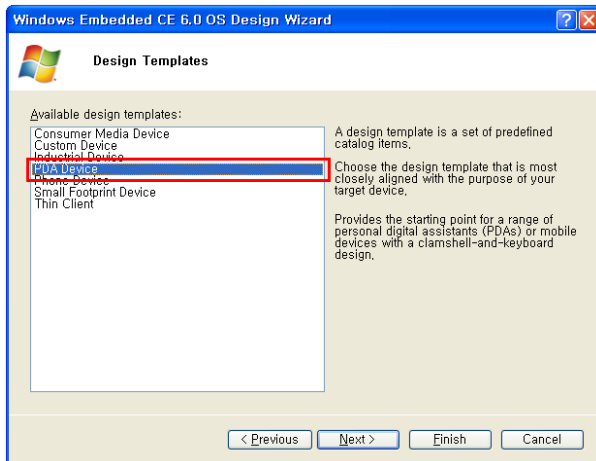 Windows Embedded CE 6.0 OS Design Wizard
Design Templates
Available design templates:
Consumer Media Device
Custom Device
Industrial Device
PDA Device
Phone Device
Small Footprint Device
Thin Client
A design template is a set of predefined
catalog items.
Choose the design template that is most
closely aligned with the purpose of your
target device.
Provides the starting point for a range of
personal digital assistants (PDAs) or mobile
devices with a clamshell-and-keyboard
design.
< Previous
Next >
Finish
Cancel